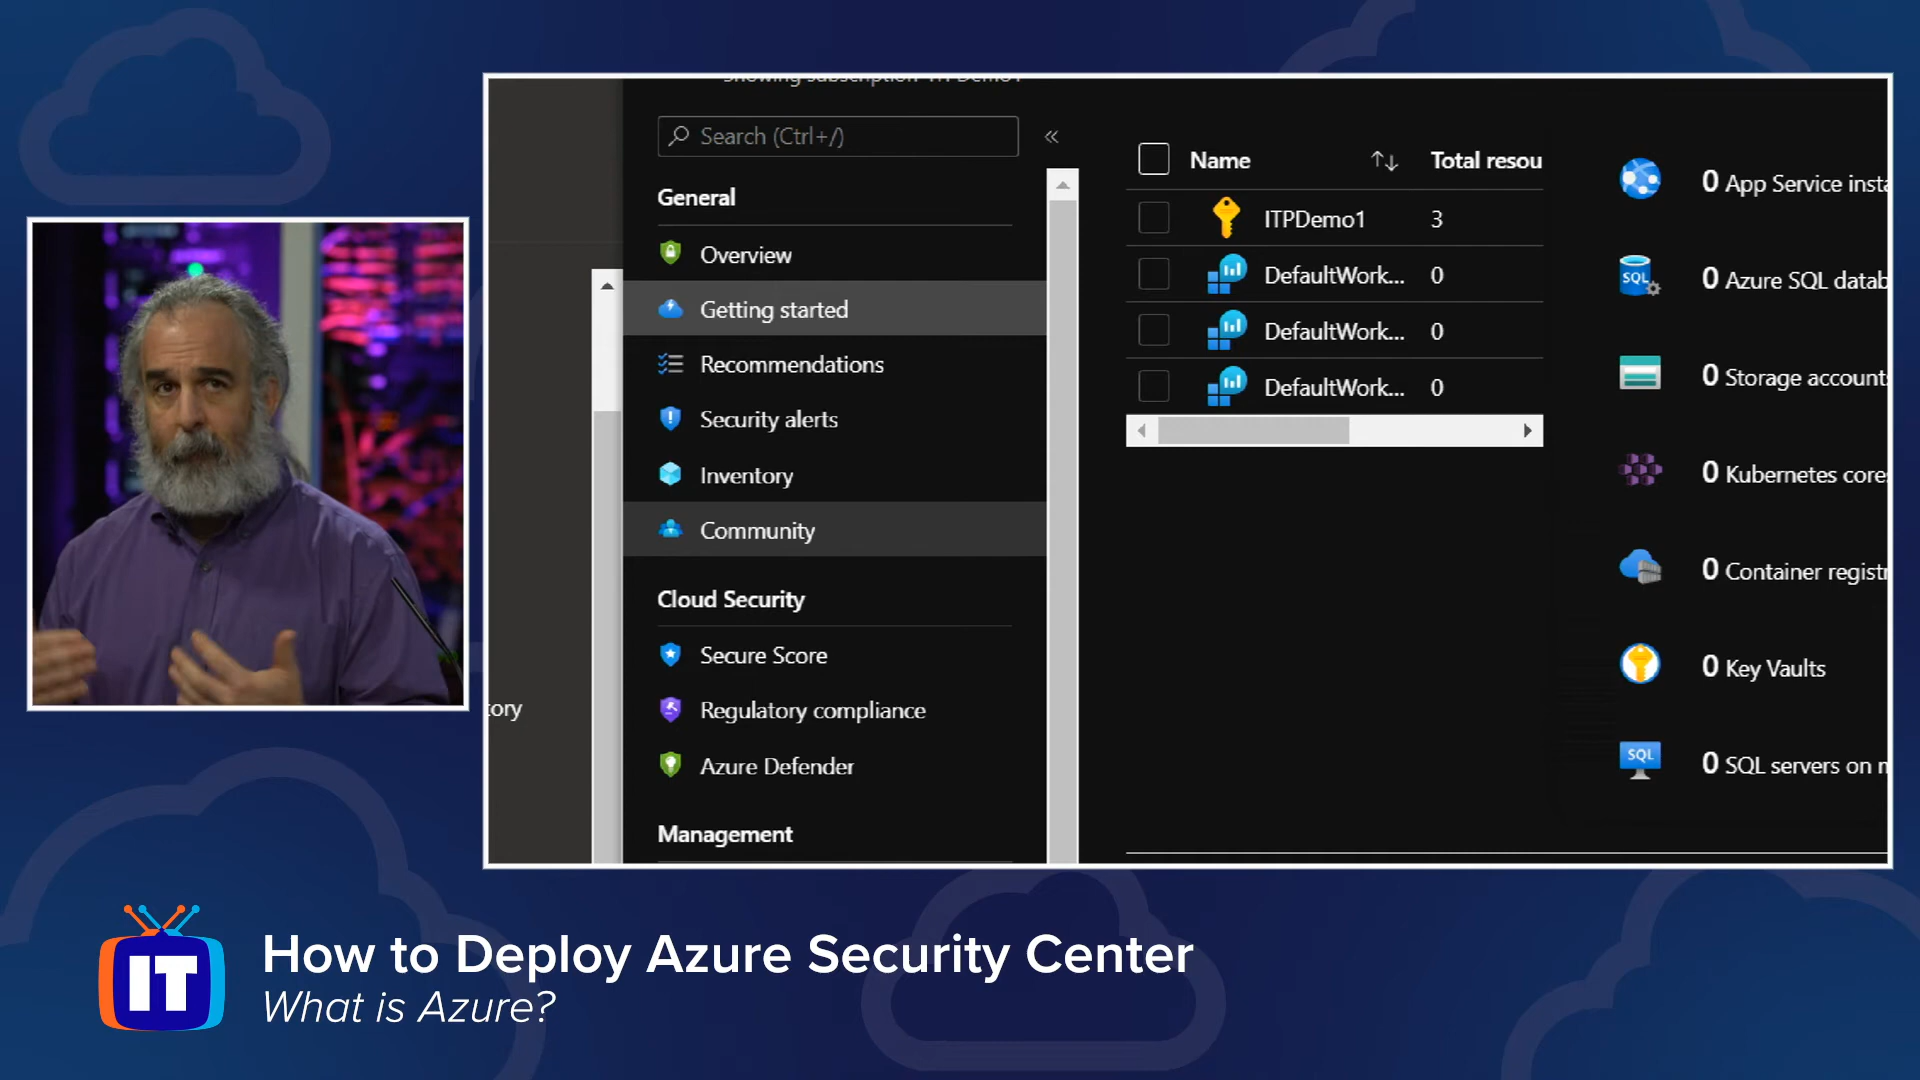 Search (Ctrl+/)
«
General
Overview
Getting started
Recommendations
Security alerts
Inventory
Community
Cloud Security
Secure Score
Regulatory compliance
Azure Defender
Management
Name
Total resou
ITPDemo1
3
DefaultWork...
0
DefaultWork...
0
DefaultWork...
0
0 App Service insta
SQL
0 Azure SQL datab
0 Storage account
0 Kubernetes core
0 Container registr
0 Key Vaults
SQL
0 SQL servers on
tory
IT
How to Deploy Azure Security Center
What is Azure?